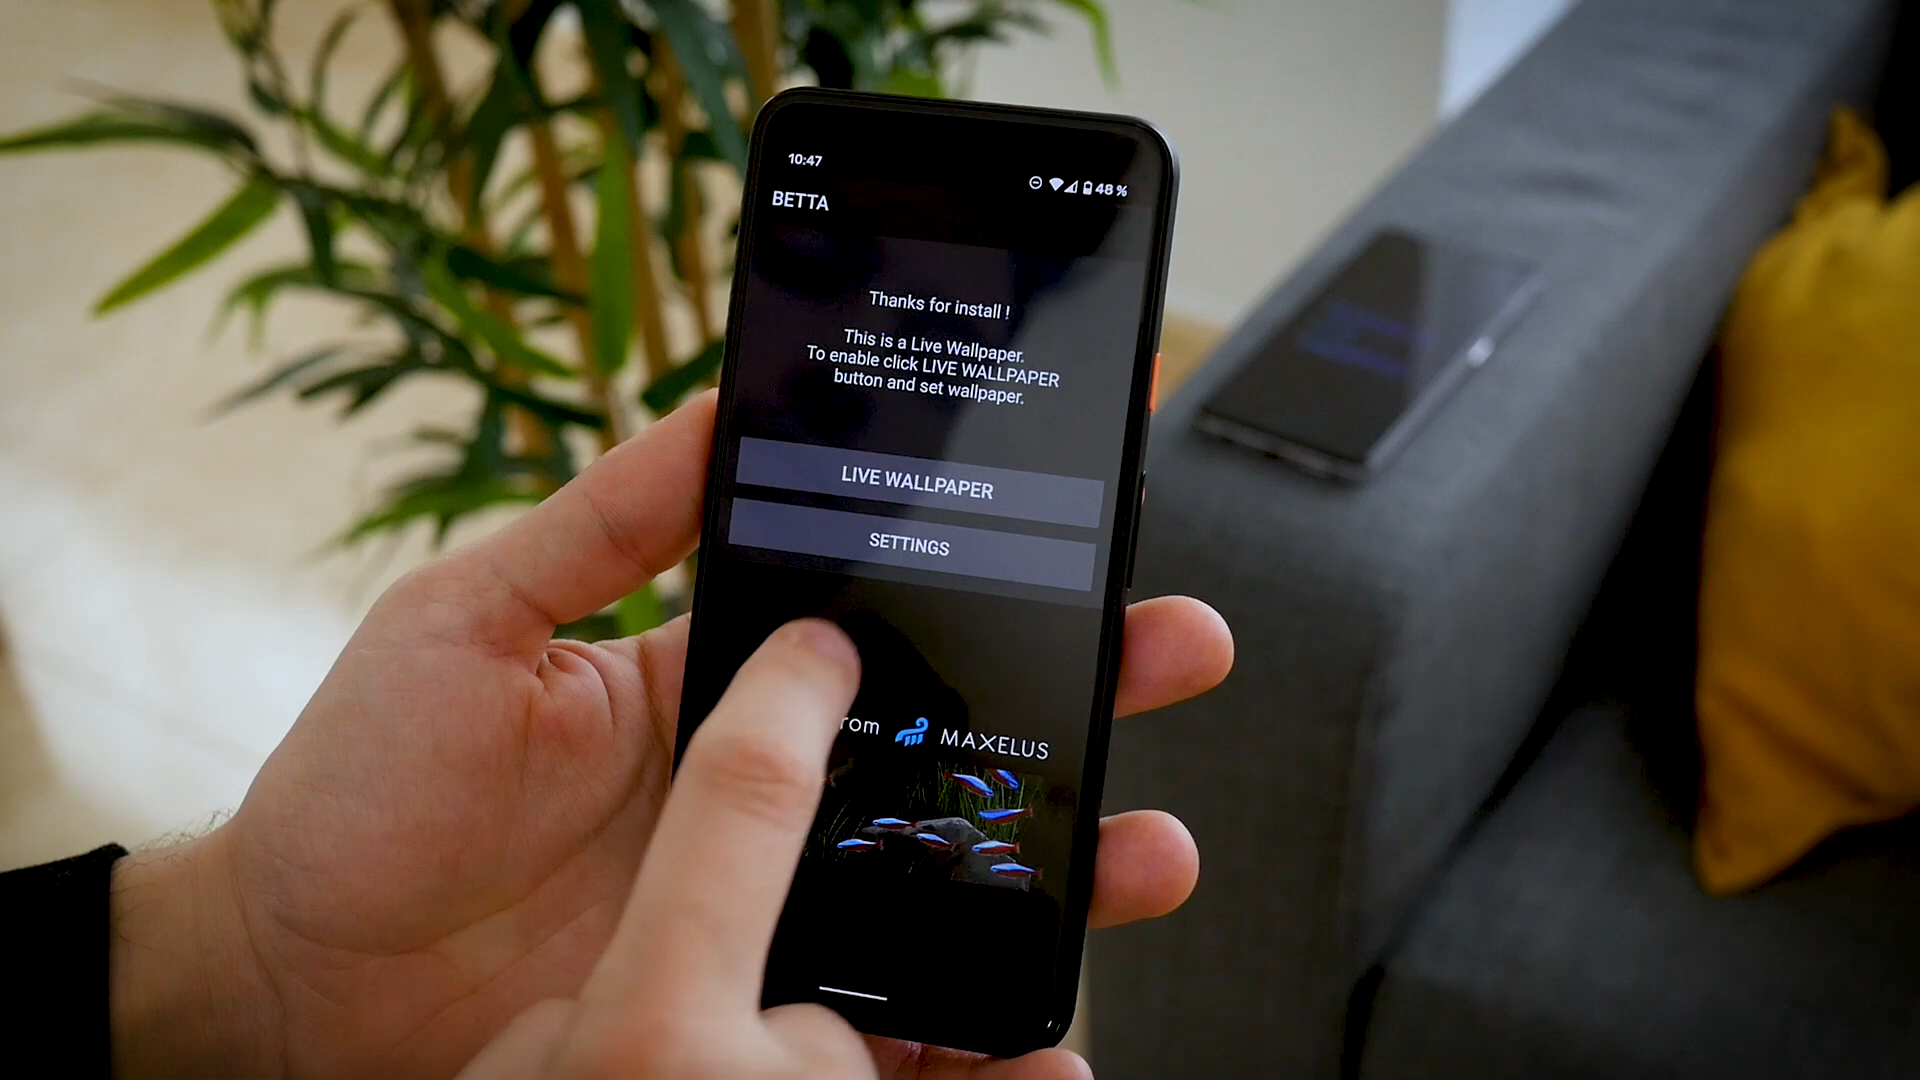 10:47
48 %
BETTA
Thanks for install !
This is a Live Wallpaper.
To enable click LIVE WALLPAPER
button and set wallpaper.
LIVE WALLPAPER
SETTINGS
rom MAXELUS